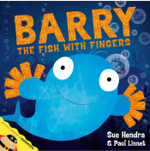 BARRY
THE FISH WITH FINGERS
Sue Hendra
& Paul Linnet